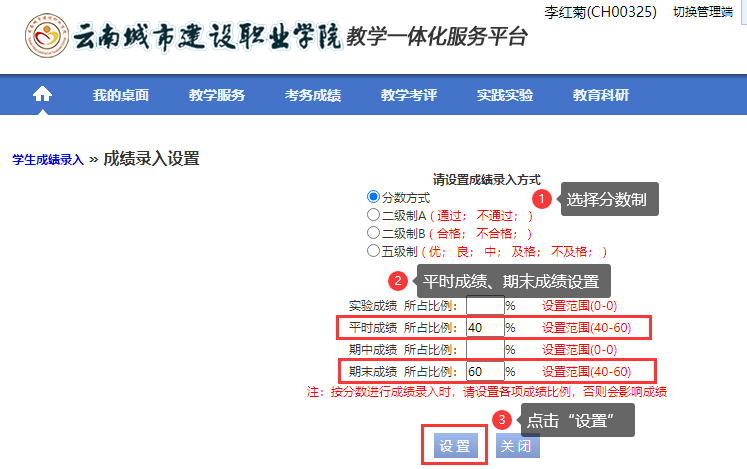 李红菊(CH00325) 切换管理端
云南城市建设职业学院 教学一体化服务平台
我的桌面 教学服务 考务成绩 教学考评 实践实验 教育科研
学生成绩录入 » 成绩录入设置
请设置成绩录入方式
分数方式
1 选择分数制
二级制A ( 通过; 不通过; )
二级制B ( 合格; 不合格; )
五级制 ( 优; 良; 中; 及格; 不及格; )
2 平时成绩、期末成绩设置
实验成绩 所占比例: % 设置范围(0-0)
平时成绩 所占比例: 40 % 设置范围(40-60)
期中成绩 所占比例: % 设置范围(0-0)
期末成绩 所占比例: 60 % 设置范围(40-60)
注: 按分数进行成绩录入时, 请设置各项成绩比例, 否则会影响成绩
3 点击“设置”
设 置 关 闭